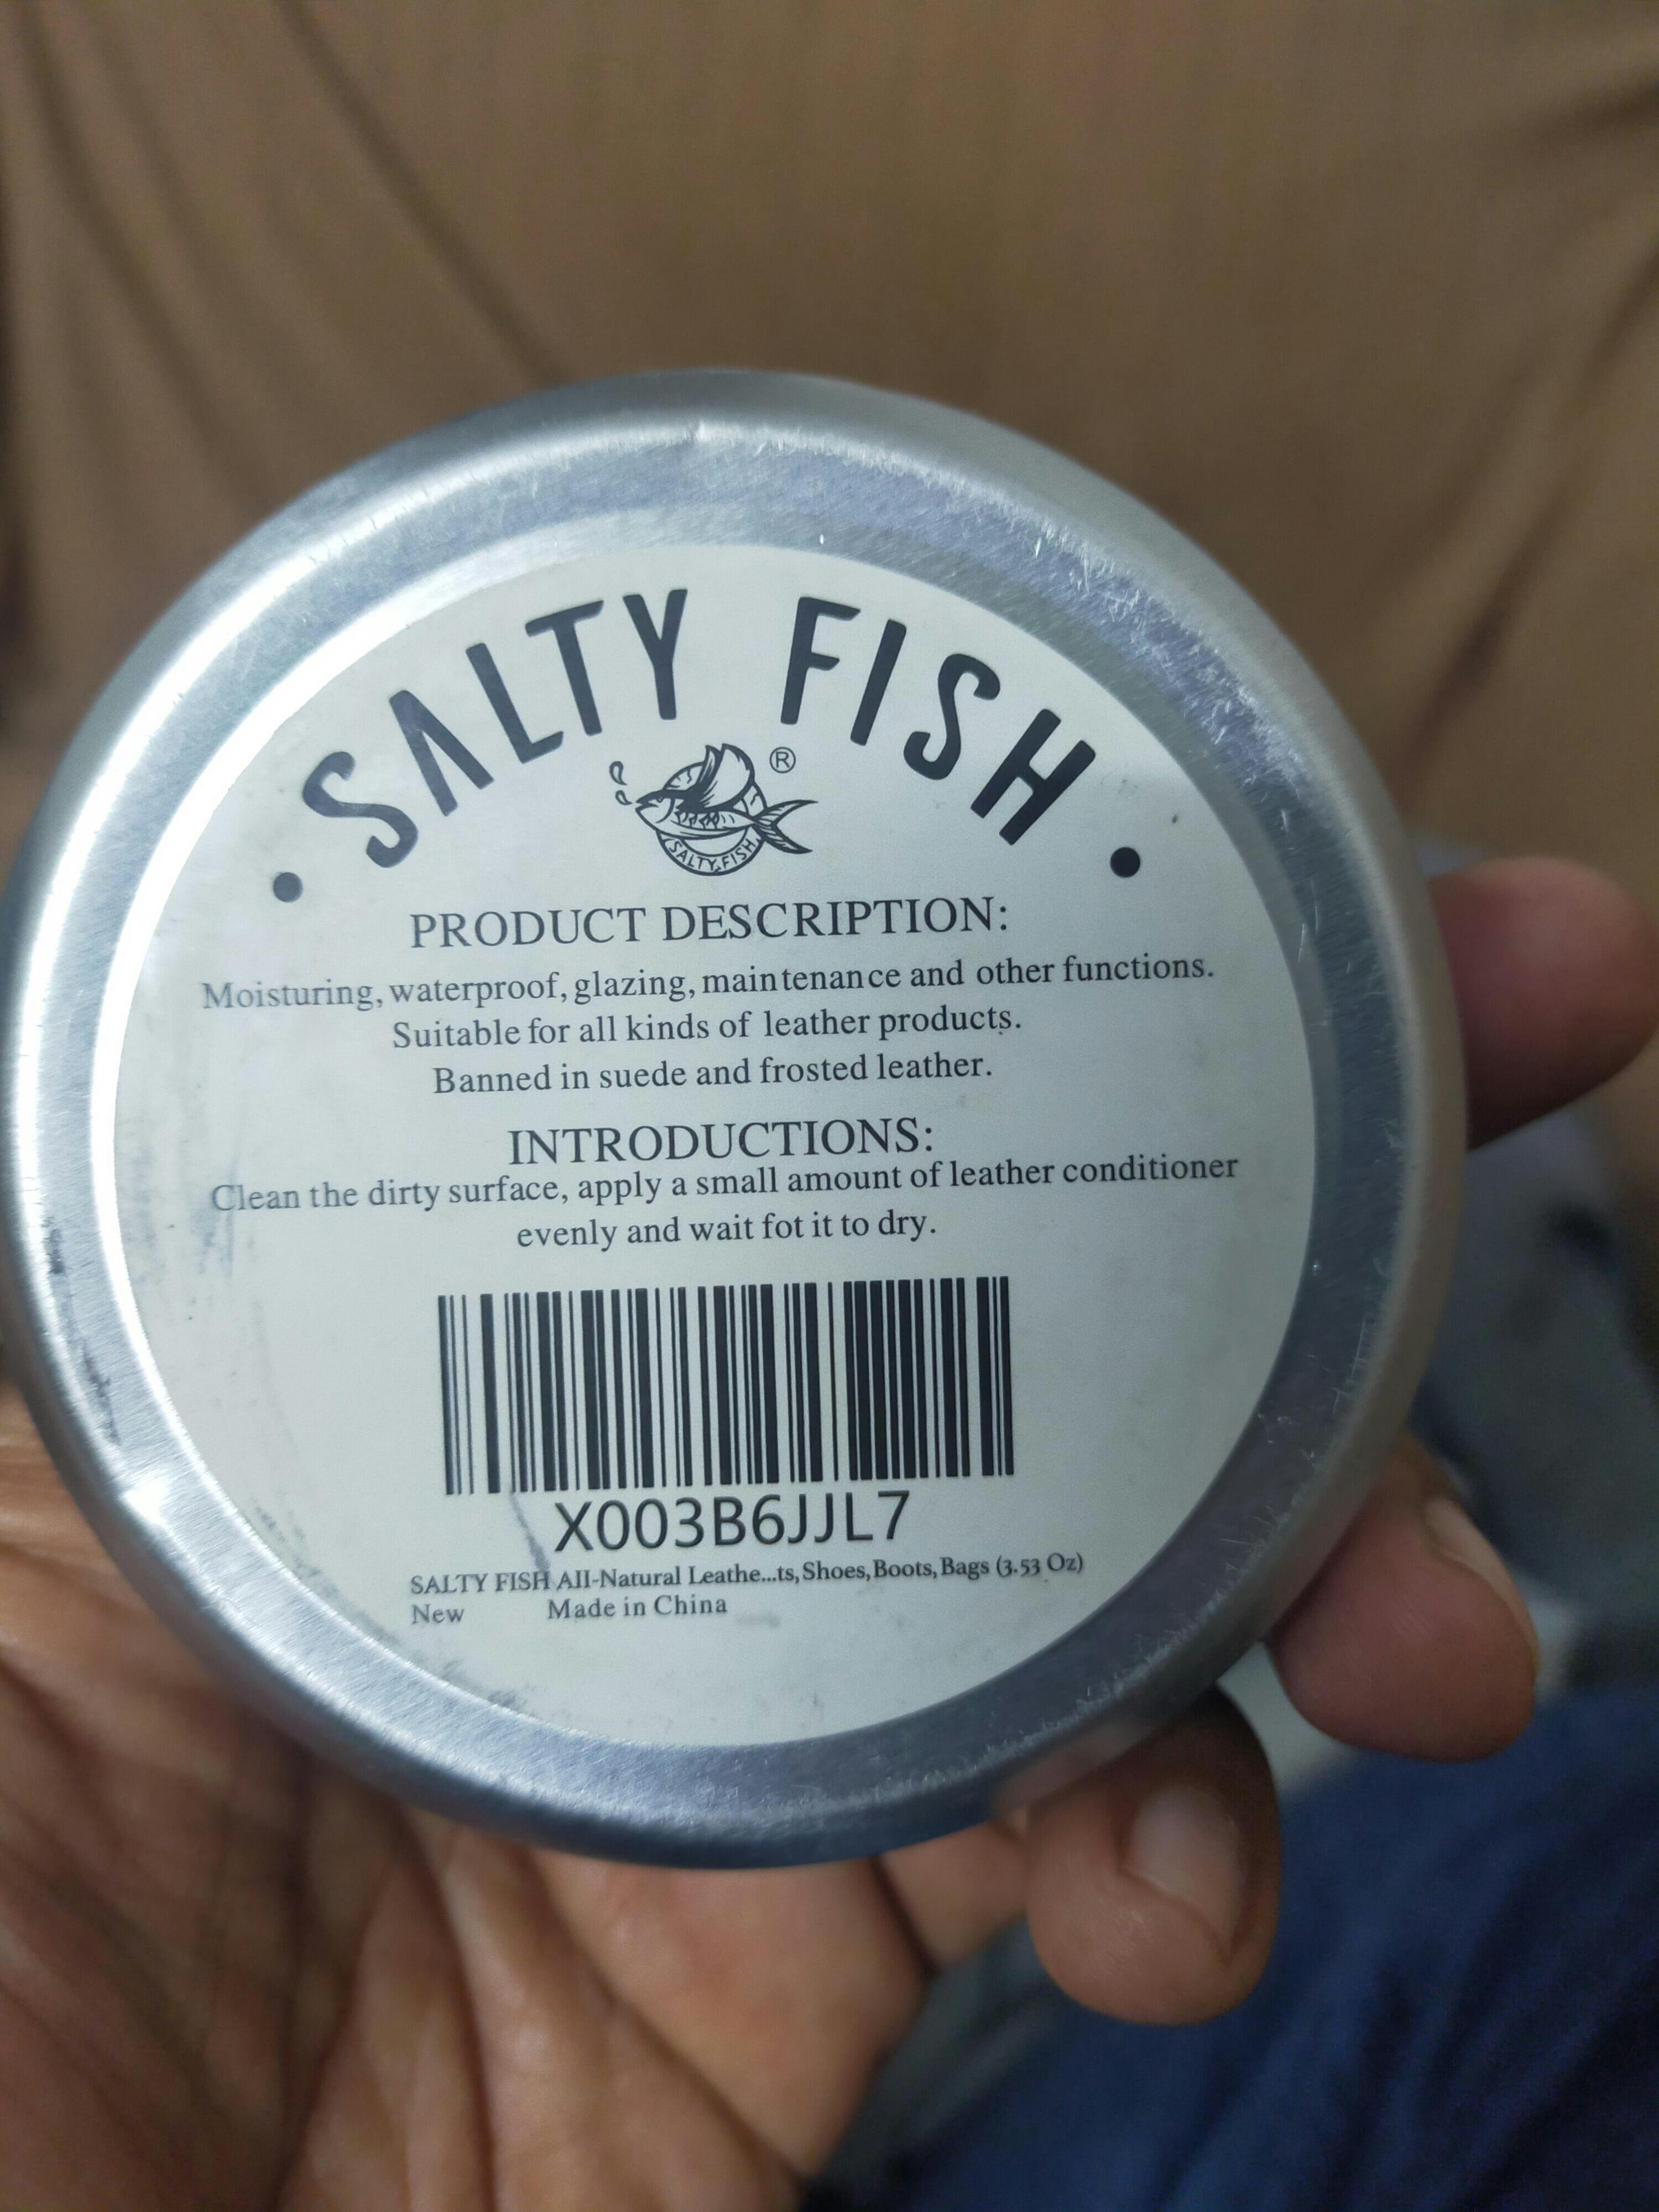 SALTY FISH
®
SALTY FISH
PRODUCT DESCRIPTION:
Moisturing, waterproof, glazing, maintenance and other functions.
Suitable for all kinds of leather products.
Banned in suede and frosted leather.
INTRODUCTIONS:
Clean the dirty surface, apply a small amount of leather conditioner
evenly and wait fot it to dry.
X003B6JJL7
SALTY FISH AII-Natural Leathe...ts, Shoes, Boots, Bags (3.53 Oz)
New Made in China